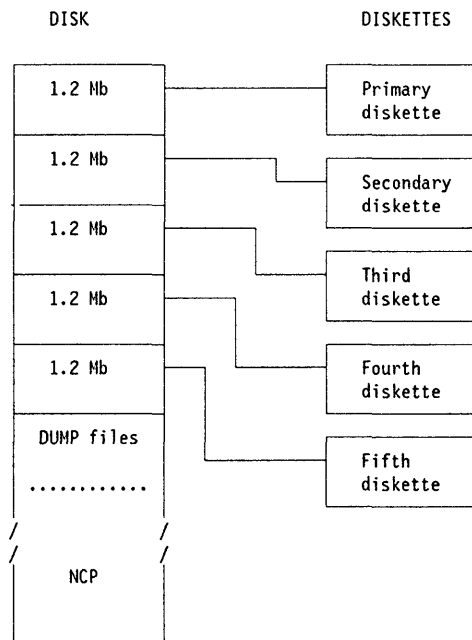 DISK
DISKETTES
1.2 Mb
Primary
diskette
1.2 Mb
Secondary
diskette
1.2 Mb
Third
diskette
1.2 Mb
Fourth
diskette
1.2 Mb
Fifth
diskette
DUMP files
............
NCP